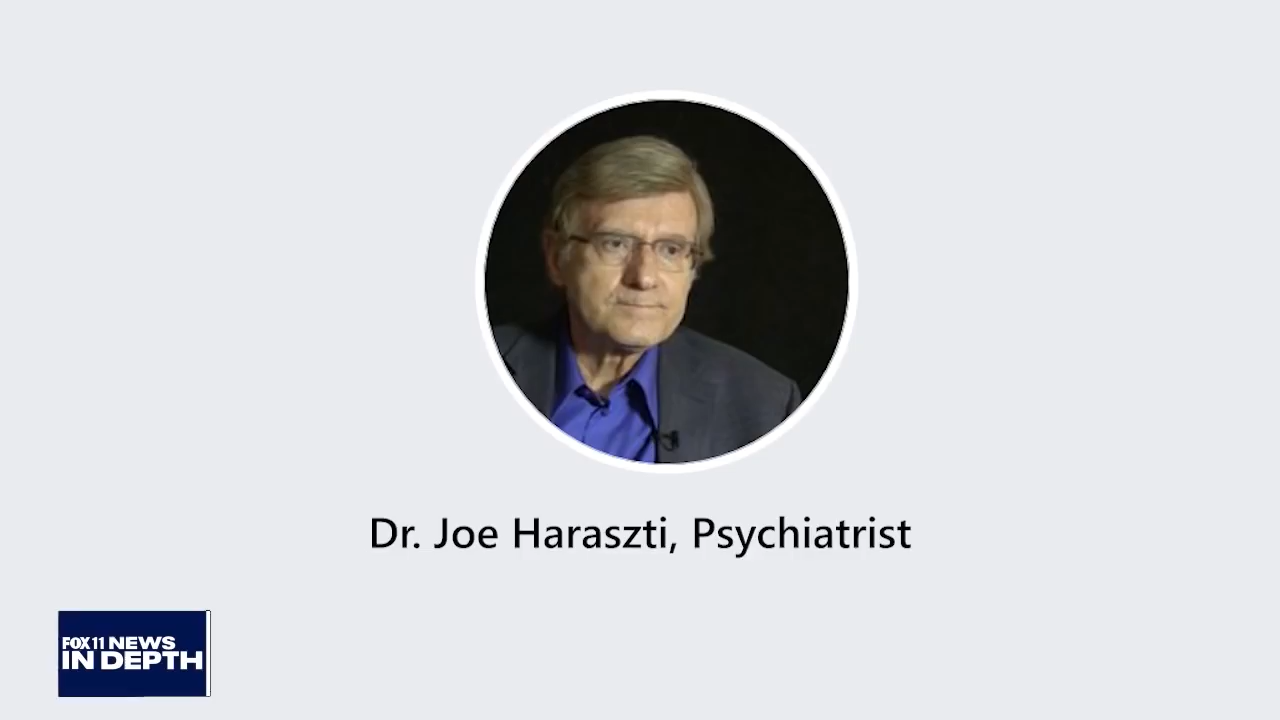 Dr. Joe Haraszti, Psychiatrist
FOX 11 NEWS
IN DEPTH